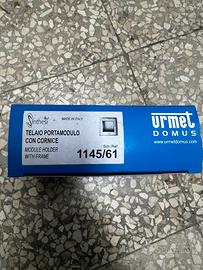 Sinthesi
MADE IN ITALY
TELAIO PORTAMODULO
CON CORNICE
MODULE HOLDER
WITH FRAME
Sch./Ref.
1145/61
urmet
DOMUS
www.urmetdomus.com